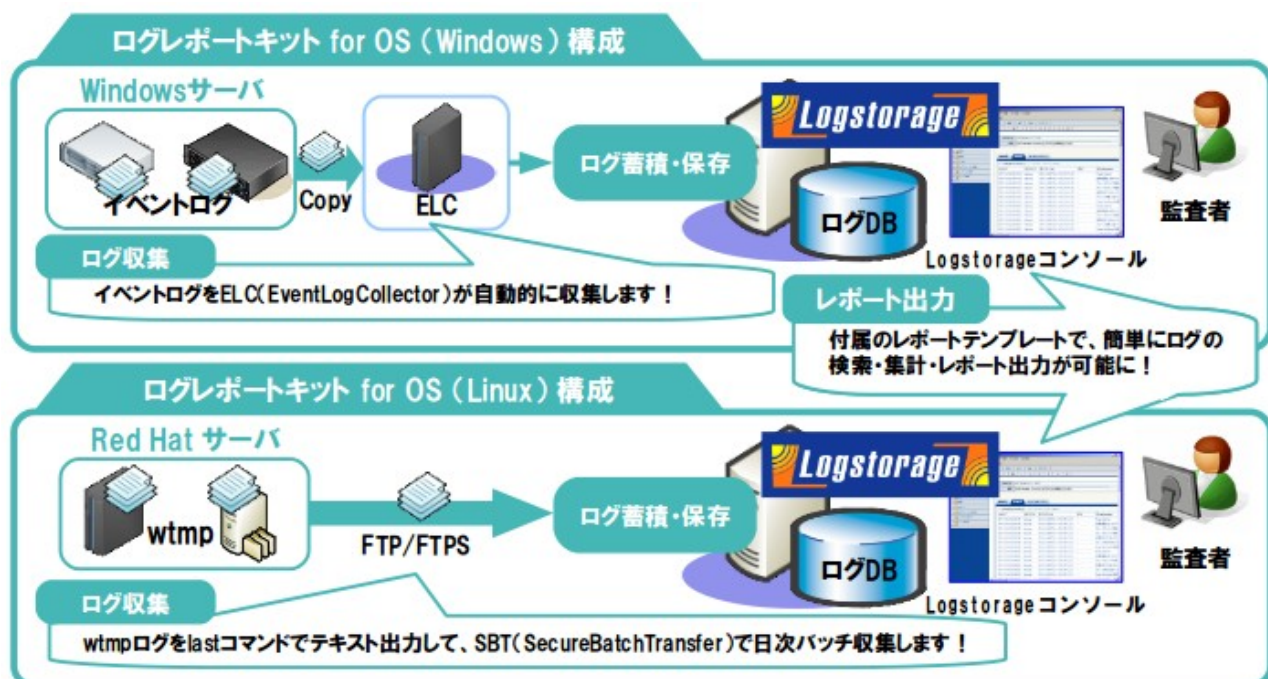 ログレポートキット for OS（Windows）構成
Windowsサーバ
イベントログ
Copy
ELC
ログ蓄積・保存
Logstorage
ログDB
Logstorageコンソール
監査者
ログ収集
イベントログをELC（EventLogCollector）が自動的に収集します！
レポート出力
付属のレポートテンプレートで、簡単にログの
検索・集計・レポート出力が可能に！
ログレポートキット for OS（Linux）構成
Red Hat サーバ
wtmp
FTP/FTPS
ログ蓄積・保存
Logstorage
ログDB
Logstorageコンソール
監査者
ログ収集
wtmpログをlastコマンドでテキスト出力して、SBT（SecureBatchTransfer）で日次バッチ収集します！